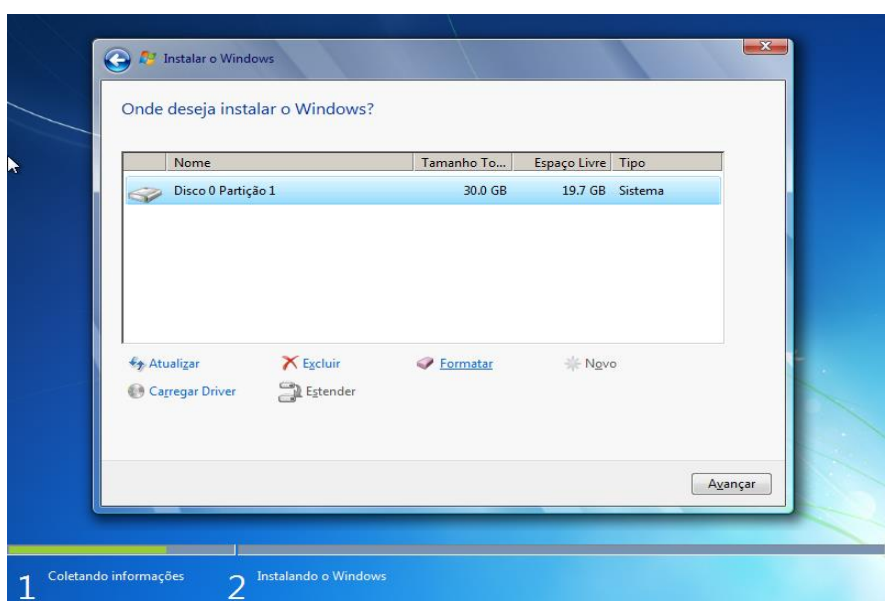 Instalar o Windows
Onde deseja instalar o Windows?
Nome Tamanho To... Espaço Livre Tipo
Disco 0 Partição 1 30.0 GB 19.7 GB Sistema
Atualizar Excluir Formatar Novo
Carregar Driver Estender
Avançar
1 Coletando informações 2 Instalando o Windows